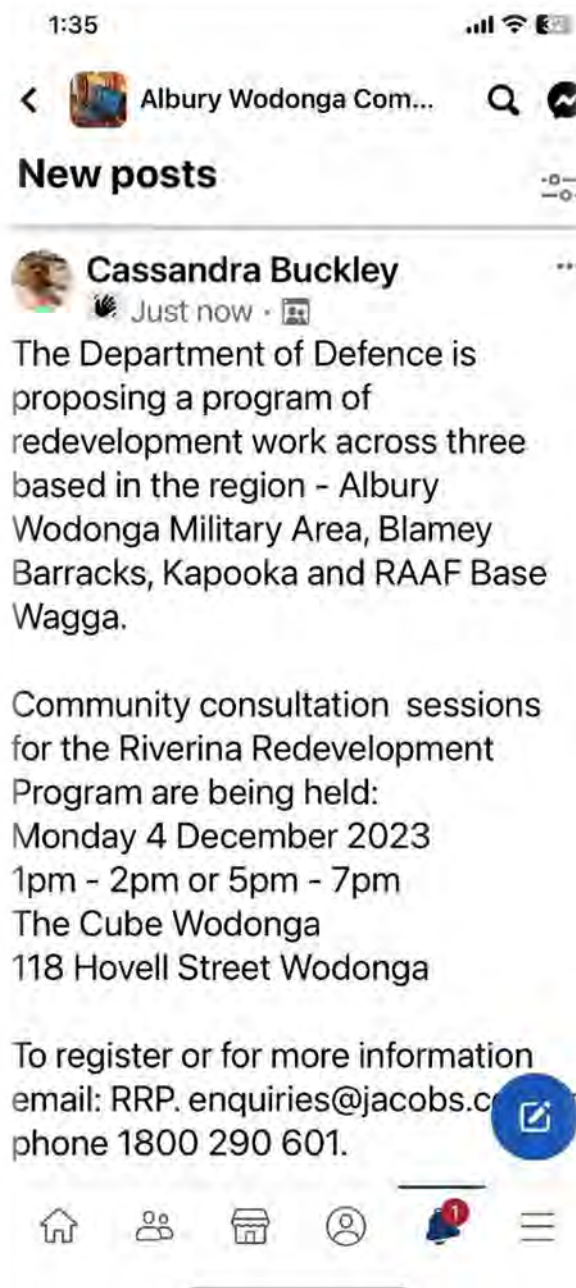 1:35
Albury Wodonga Com...
New posts
Cassandra Buckley
Just now ·
The Department of Defence is
proposing a program of
redevelopment work across three
based in the region - Albury
Wodonga Military Area, Blamey
Barracks, Kapooka and RAAF Base
Wagga.
Community consultation sessions
for the Riverina Redevelopment
Program are being held:
Monday 4 December 2023
1pm - 2pm or 5pm - 7pm
The Cube Wodonga
118 Hovell Street Wodonga
To register or for more information
email: RRP. enquiries@jacobs.c
phone 1800 290 601.
1